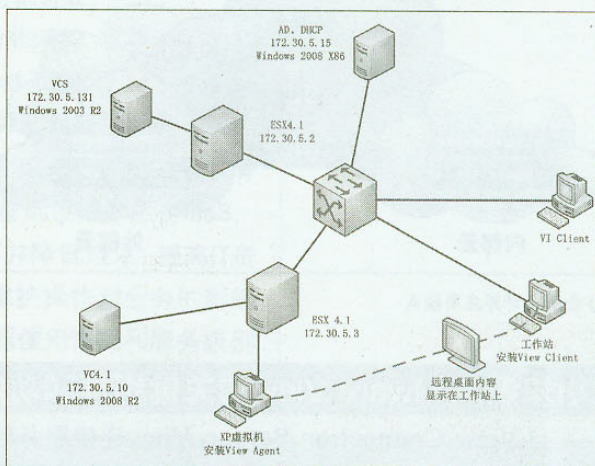 AD、DHCP
172.30.5.15
Windows 2008 X86
VCS
172.30.5.131
Windows 2003 R2
ESX4.1
172.30.5.2
VI Client
ESX 4.1
172.30.5.3
工作站
安装View Client
远程桌面内容
显示在工作站上
VC4.1
172.30.5.10
Windows 2008 R2
XP虚拟机
安装View Agent